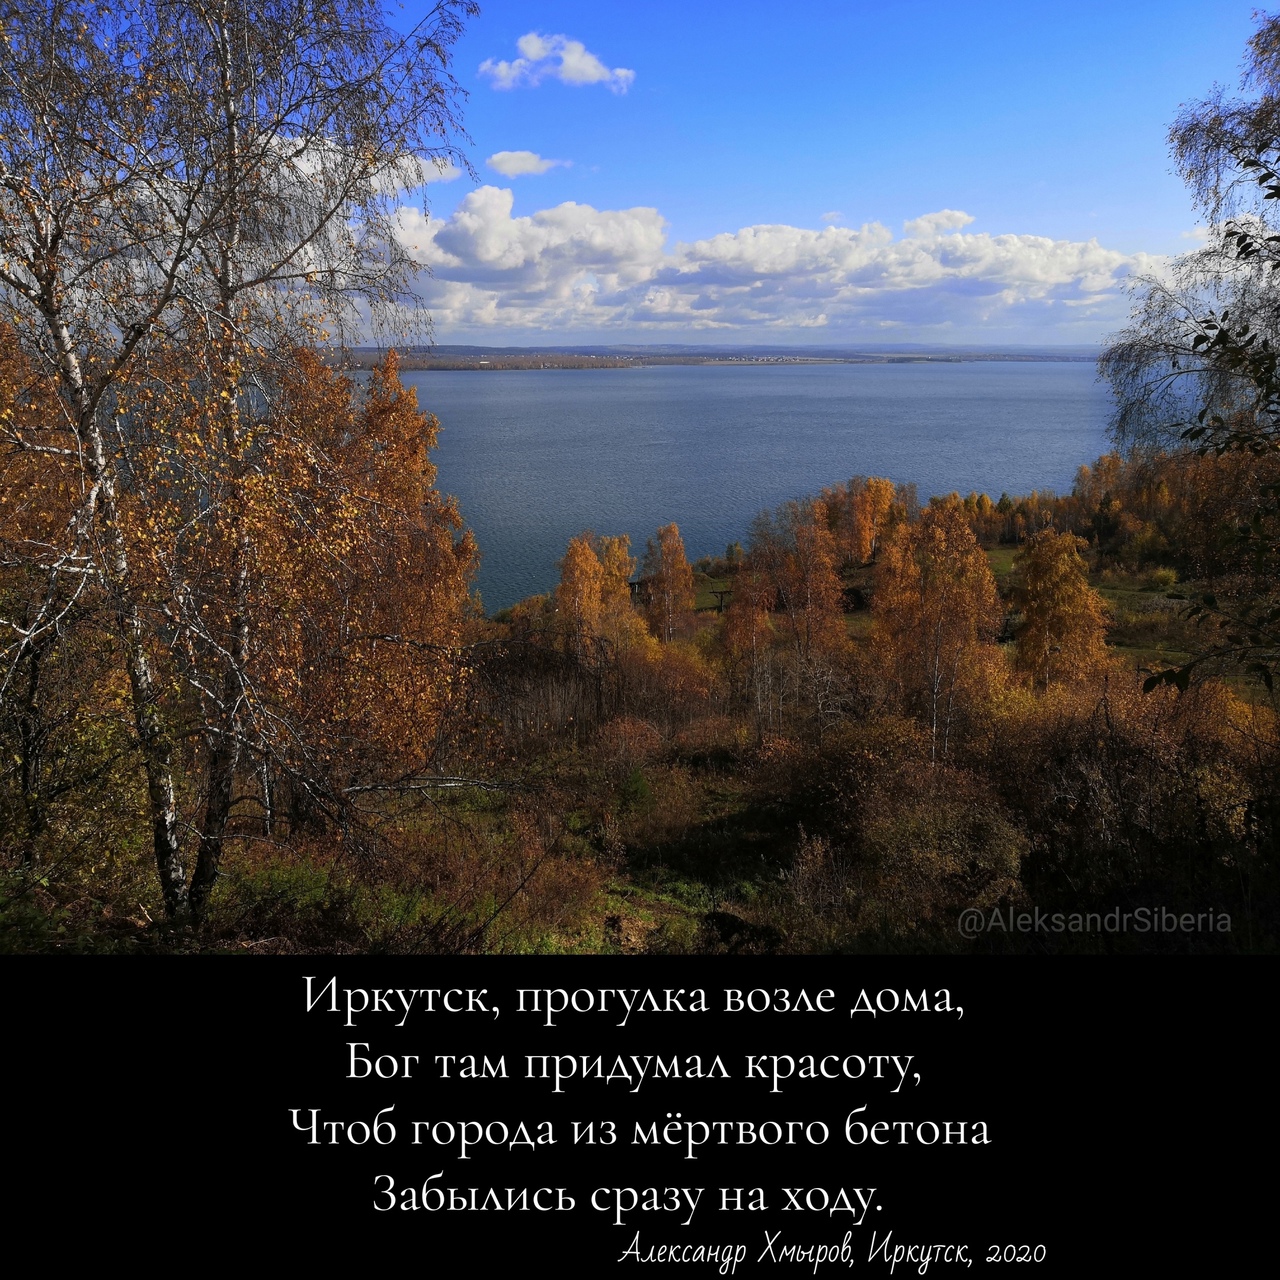 @AleksandrSiberia
Иркутск, прогулка возле дома,
Бог там придумал красоту,
Чтоб города из мёртвого бетона
Забылись сразу на ходу.
Александр Хмыров, Иркутск, 2020